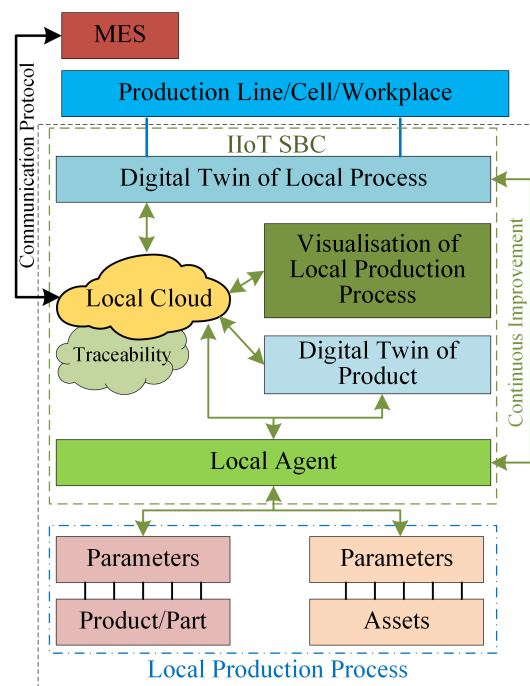 MES
Production Line/Cell/Workplace
Communication Protocol
IIoT SBC
Digital Twin of Local Process
Visualisation of
Local Production
Process
Local Cloud
Traceability
Digital Twin of
Product
Continuous Improvement
Local Agent
Parameters
Parameters
Product/Part
Assets
Local Production Process